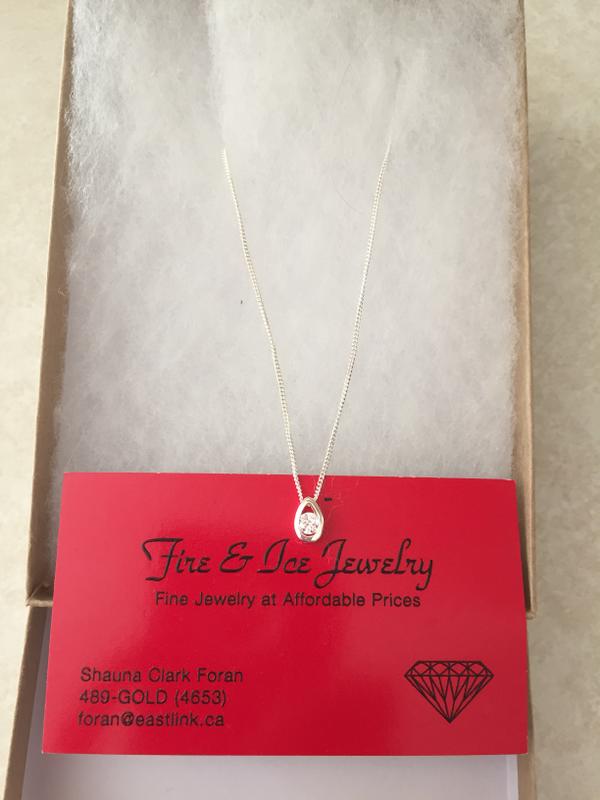 Fire & Ice Jewelry
Fine Jewelry at Affordable Prices
Shauna Clark Foran
489-GOLD (4653)
foran@eastlink.ca